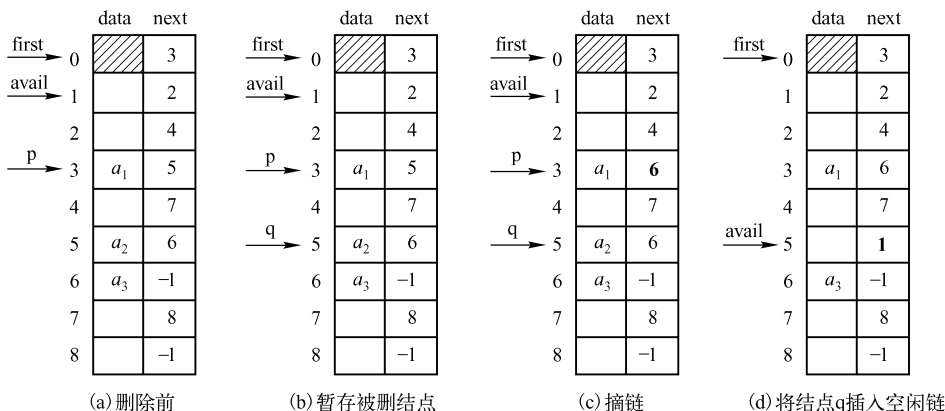 data next data next data next data next
first 0 3 first 0 3 first 0 3 first 0 3
avail 1 2 avail 1 2 avail 1 2 1 2
2 4 2 4 2 4 2 4
p 3 a1 5 p 3 a1 5 p 3 a1 6 3 a1 6
4 7 4 7 4 7 4 7
5 a2 6 q 5 a2 6 q 5 a2 6 avail 5 1
6 a3 −1 6 a3 −1 6 a3 −1 6 a3 −1
7 8 7 8 7 8 7 8
8 −1 8 −1 8 −1 8 −1
(a) 删除前 (b) 暂存被删结点 (c) 摘链 (d) 将结点q插入空闲链